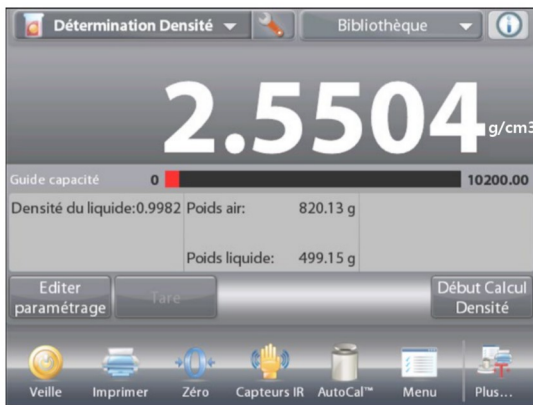 Détermination Densité
Bibliothèque
2.5504 g/cm3
Guide capacité 0 10200.00
Densité du liquide:0.9982 Poids air: 820.13 g
Poids liquide: 499.15 g
Editer
paramétrage
Tare
Début Calcul
Densité
Veille Imprimer Zéro Capteurs IR AutoCal™ Menu Plus...